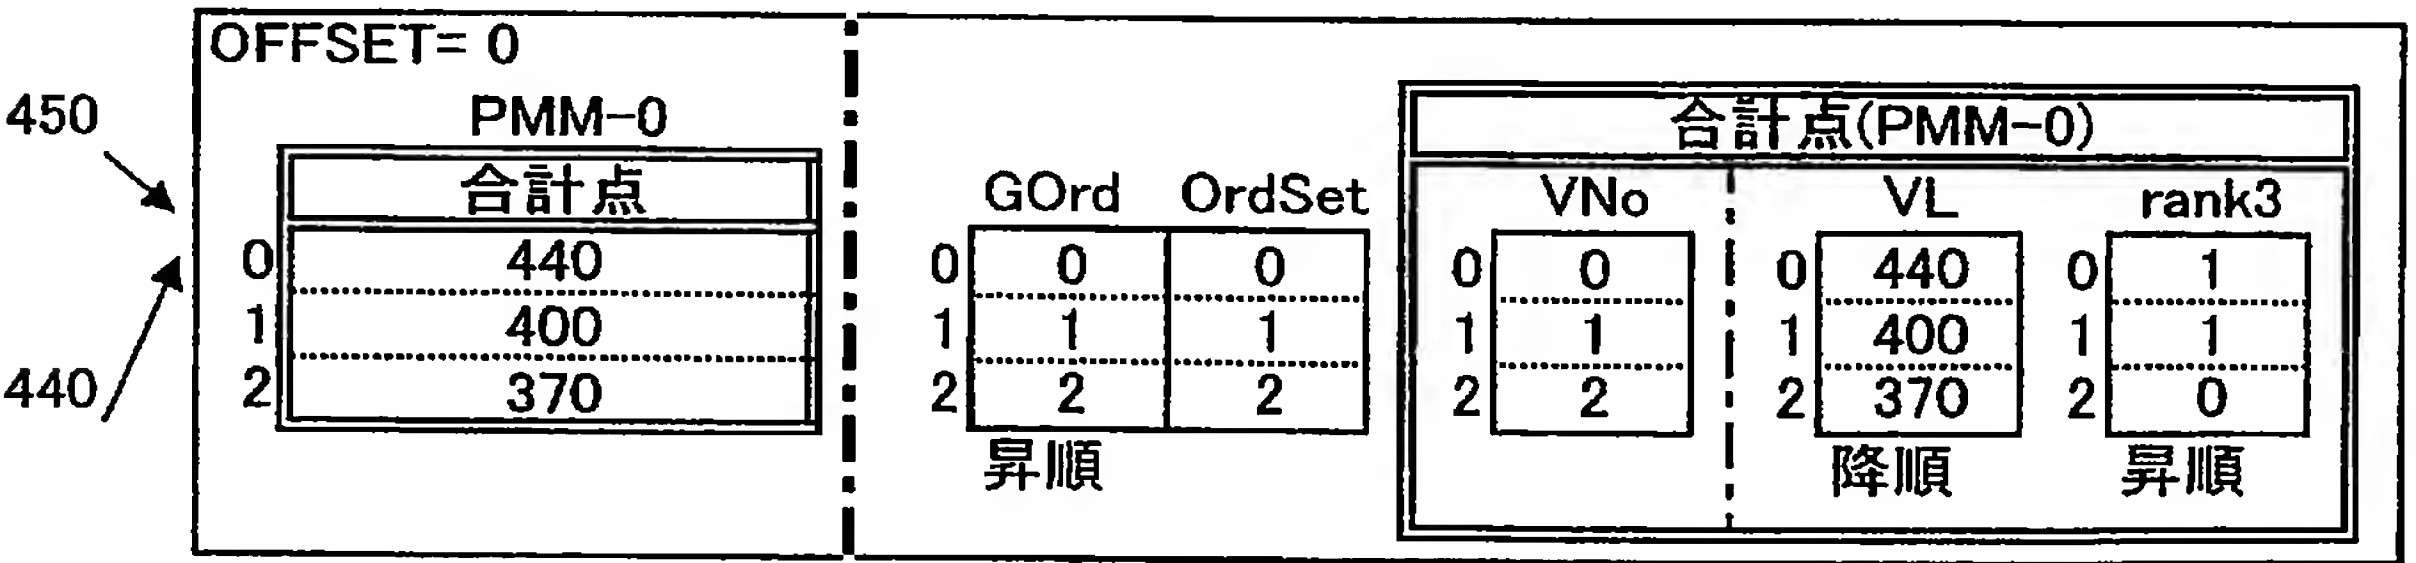 OFFSET= 0
450
440
PMM-0
合計点
0 440
1 400
2 370
GOrd OrdSet
0 0 0
1 1 1
2 2 2
昇順
合計点(PMM-0)
VNo VL rank3
0 0 0 440 0 1
1 1 1 400 1 1
2 2 2 370 2 0
降順 昇順